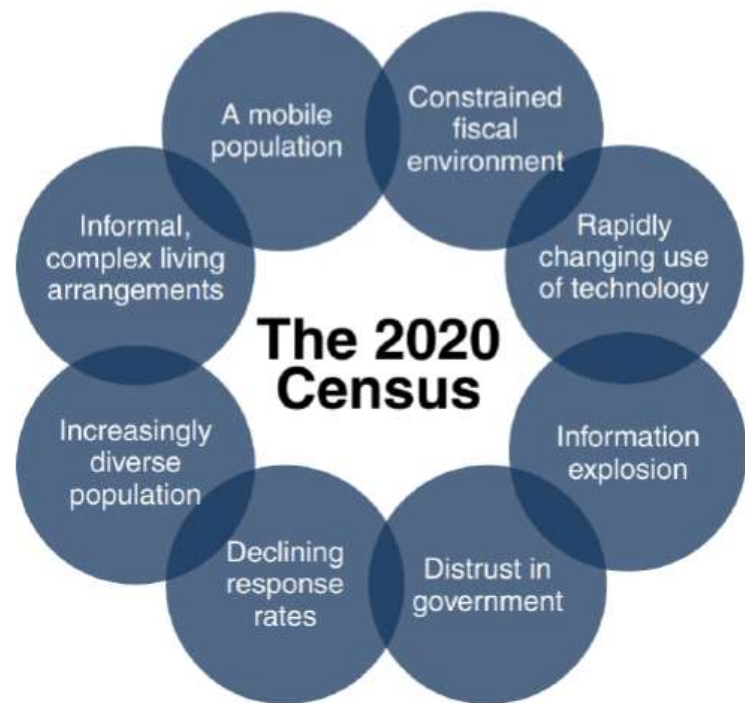 A mobile
population
Constrained
fiscal
environment
Rapidly
changing use
of technology
Information
explosion
Distrust in
government
Declining
response
rates
Increasingly
diverse
population
Informal,
complex living
arrangements
The 2020
Census